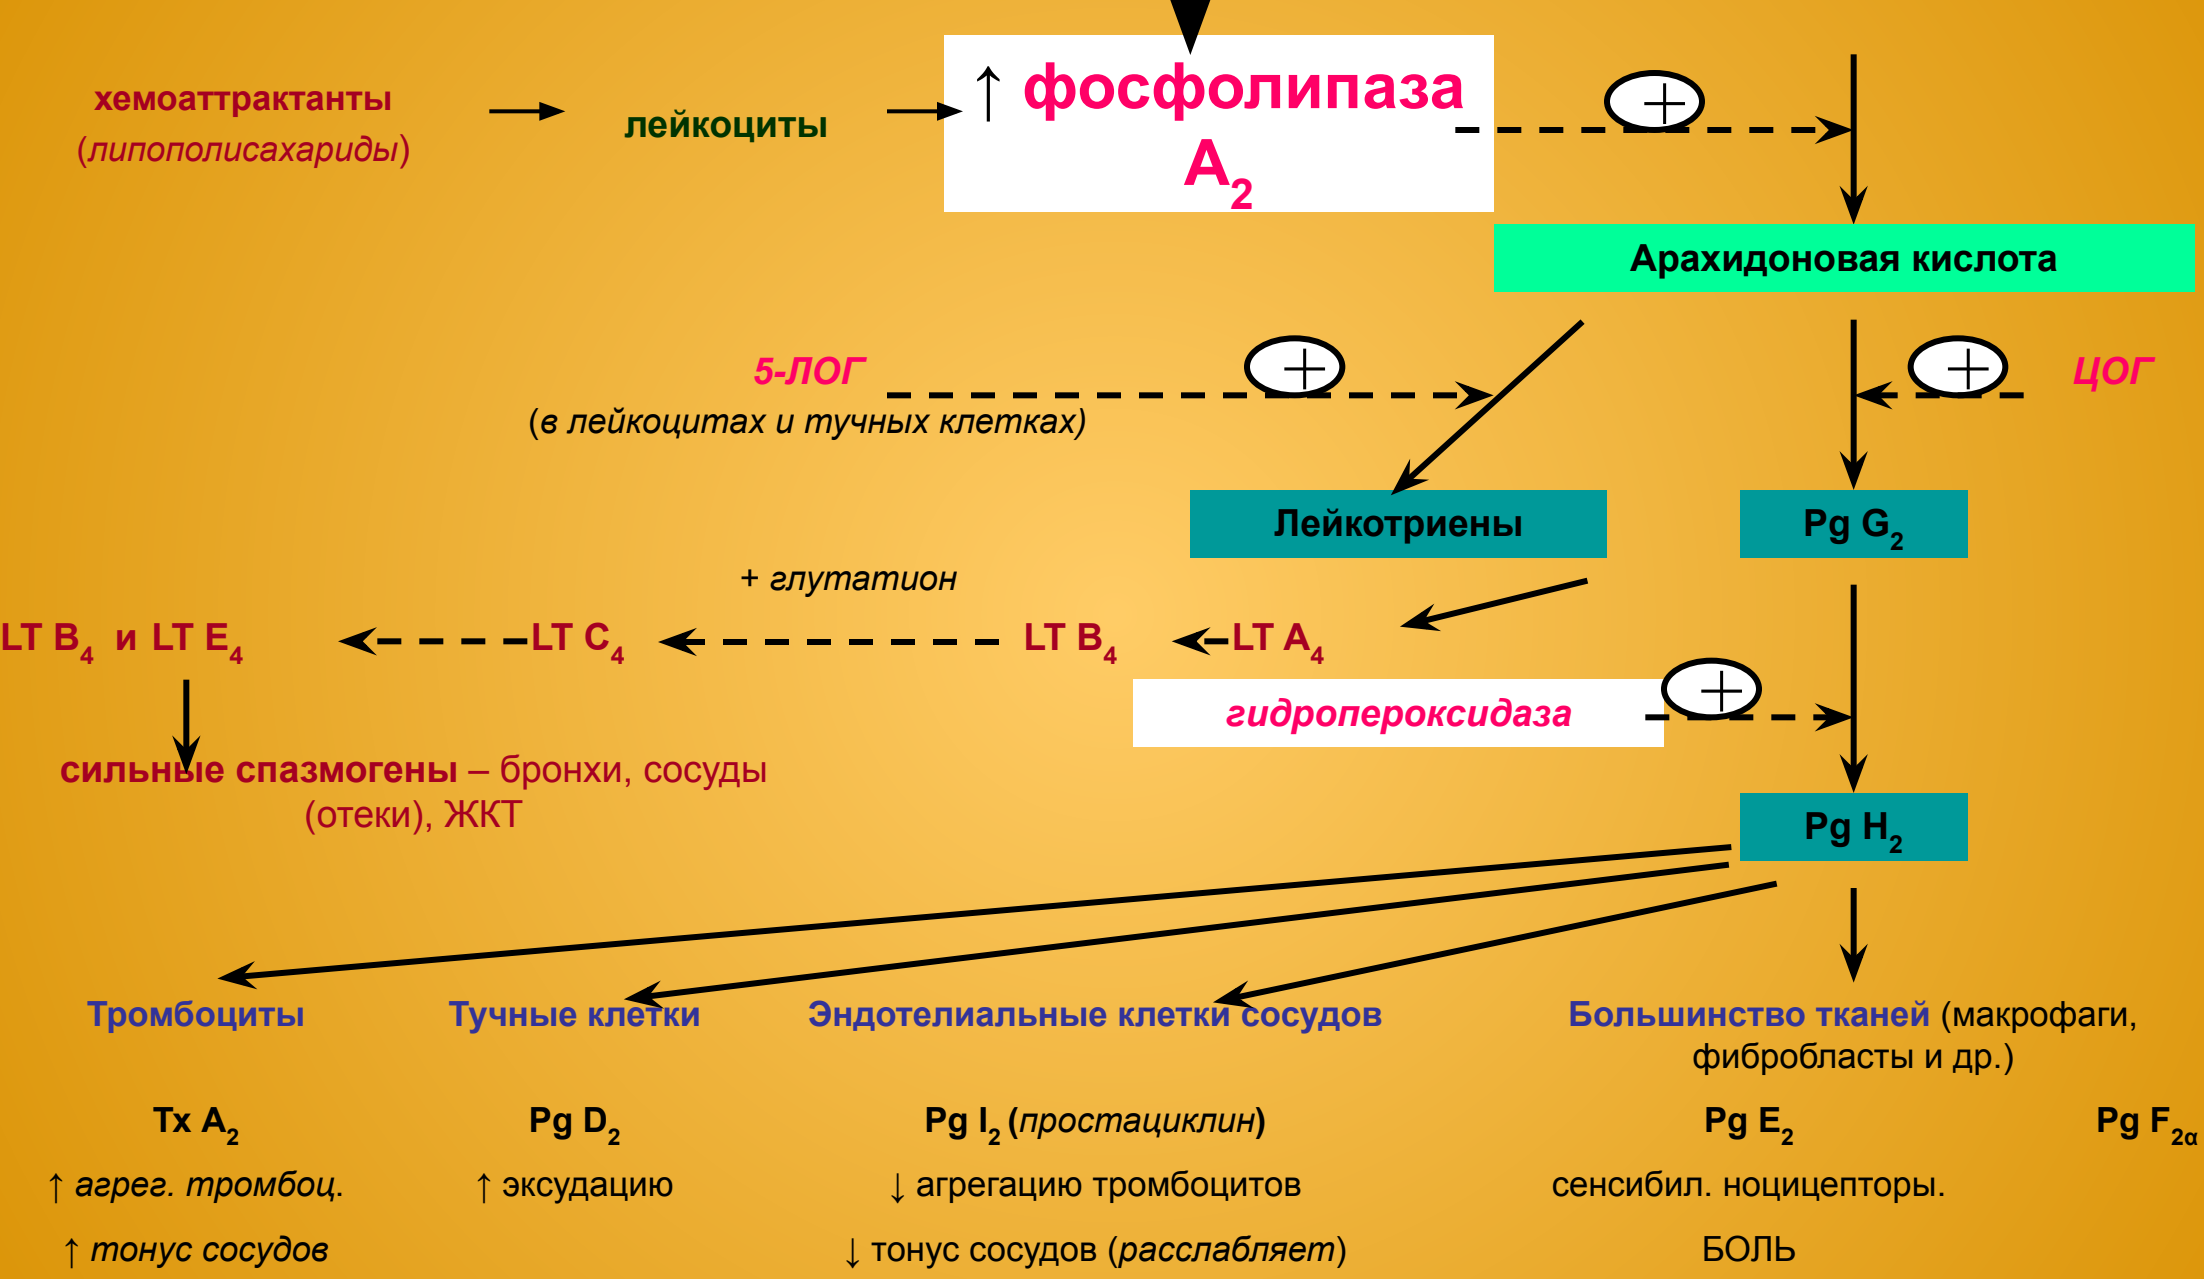 хемоаттрактанты
(липополисахариды)
лейкоциты
↑ фосфолипаза
А2
+
Арахидоновая кислота
5-ЛОГ
(в лейкоцитах и тучных клетках)
+
+
ЦОГ
Лейкотриены
Pg G2
+ глутатион
LT B4 и LT E4
LT C4
LT B4
LT A4
гидропероксидаза
+
сильные спазмогены – бронхи, сосуды
(отеки), ЖКТ
Pg H2
Тромбоциты
Тучные клетки
Эндотелиальные клетки сосудов
Большинство тканей (макрофаги,
фибробласты и др.)
Tx A2
Pg D2
Pg I2 (простациклин)
Pg E2
Pg F2α
↑ агрег. тромбоц.
↑ эксудацию
↓ агрегацию тромбоцитов
сенсибил. ноцицепторы.
↑ тонус сосудов
↓ тонус сосудов (расслабляет)
БОЛЬ